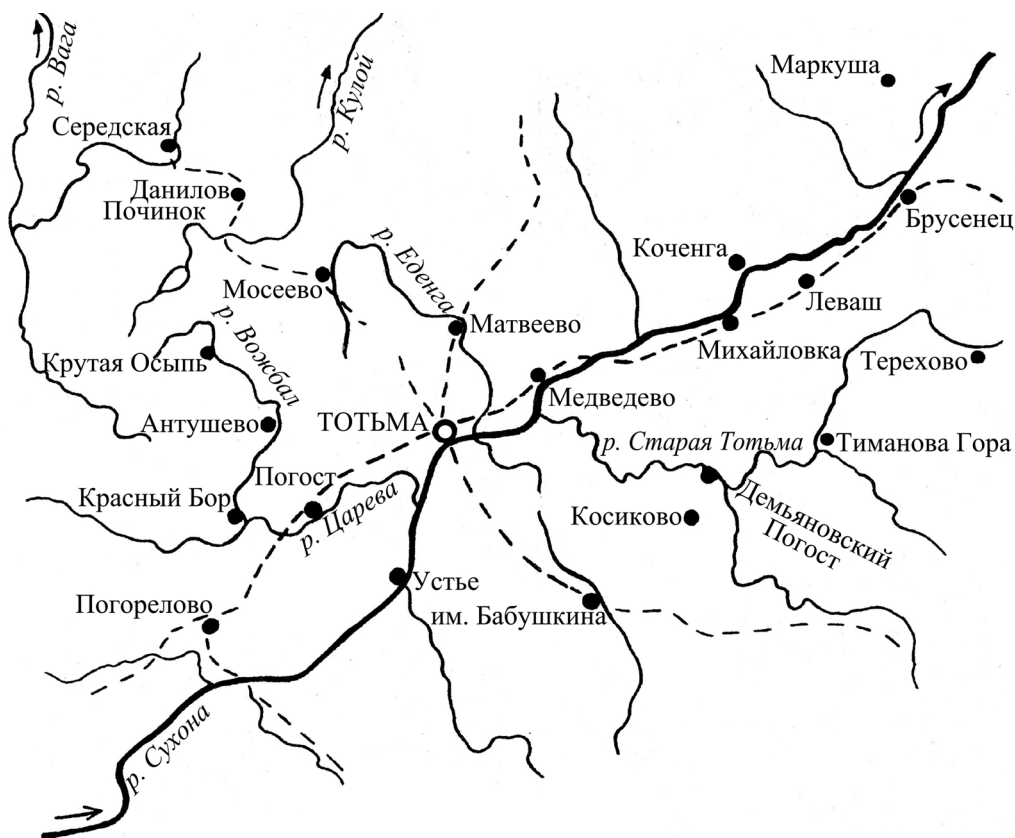 р. Вага
р. Кулой
Маркуша
Середская
Данилов
Починок
Брусенец
р. Еденга
Коченга
Мосеево
Леваш
р. Вожбал
Матвеево
Михайловка
Крутая Осыпь
Терехово
Медведево
Антушево
ТОТЬМА
р. Старая Тотьма
Тиманова Гора
Погост
Красный Бор
р. Царева
Косиково
Демьяновский
Погост
Устье
Погорелово
им. Бабушкина
р. Сухона